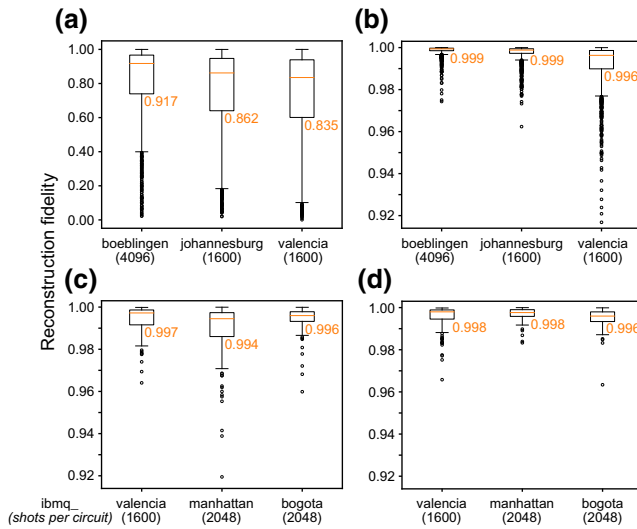 (a)
(b)
1.00
0.80
0.60
0.40
0.20
0.00
0.917
0.862
0.835
boeblingen johannesburg valencia
(4096) (1600) (1600)
1.00
0.98
0.96
0.94
0.92
0.999
0.999
0.996
boeblingen johannesburg valencia
(4096) (1600) (1600)
Reconstruction fidelity
(c)
(d)
1.00
0.98
0.96
0.94
0.92
0.997
0.994
0.996
ibmq_ valencia manhattan bogota
(shots per circuit) (1600) (2048) (2048)
1.00
0.98
0.96
0.94
0.92
0.998
0.998
0.996
valencia manhattan bogota
(1600) (2048) (2048)